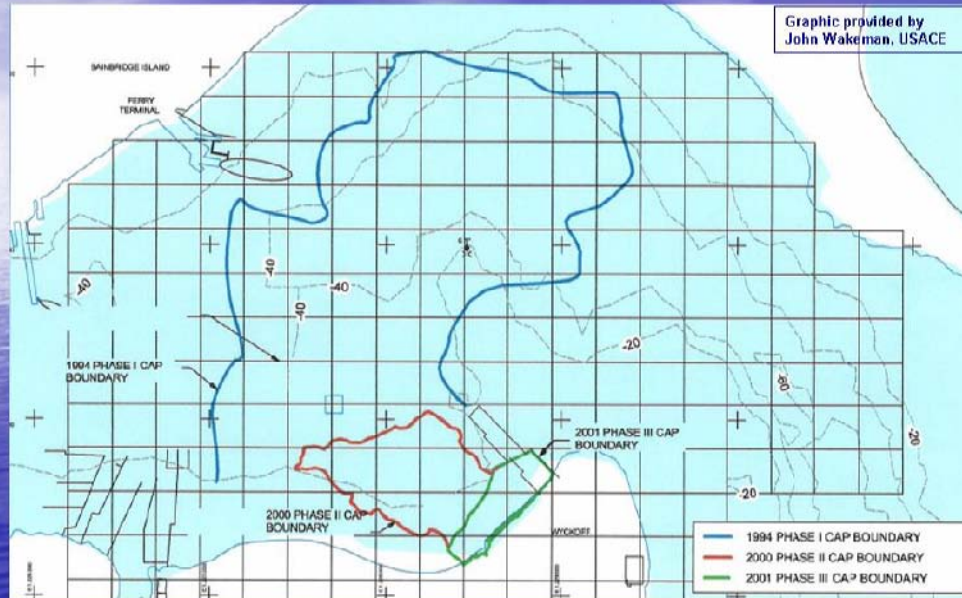 Graphic provided by
John Wakeman, USACE
BAINBRIDGE ISLAND
FERRY
TERMINAL
-40
-40
-40
-40
-20
-80
-20
1994 PHASE I CAP
BOUNDARY
2001 PHASE III CAP
BOUNDARY
-20
2000 PHASE II CAP
BOUNDARY
WYCKOFF
1994 PHASE I CAP BOUNDARY
2000 PHASE II CAP BOUNDARY
2001 PHASE III CAP BOUNDARY